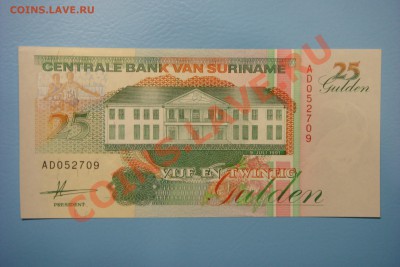 COINS.LAVE.RU
CENTRALE BANK VAN SURINAME
25
Gulden
AD052709
25
AD052709
PRESIDENT
VIJF EN TWINTIG
Gulden
COINS.LAVE.RU